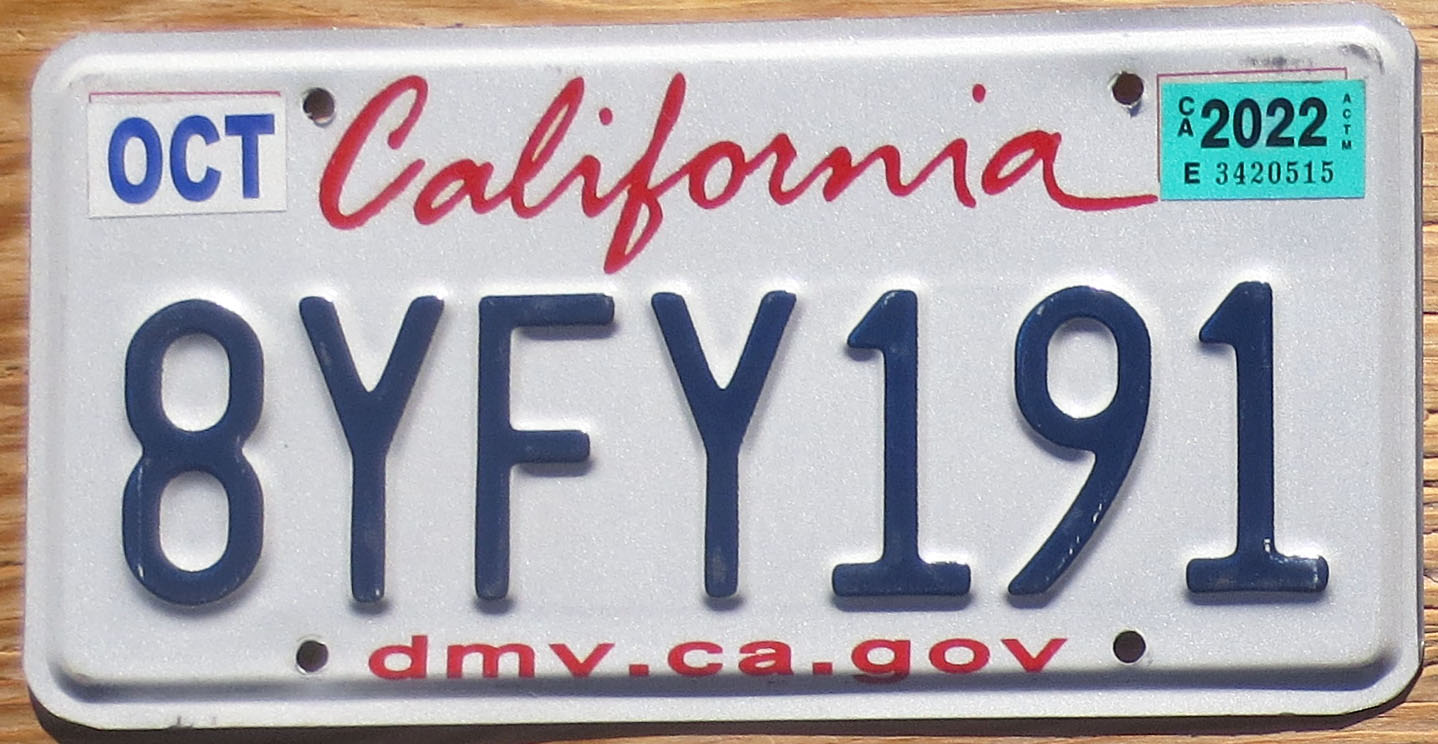 OCT
California
CA 2022 ACTM
E 3420515
8YFY191
dmv.ca.gov